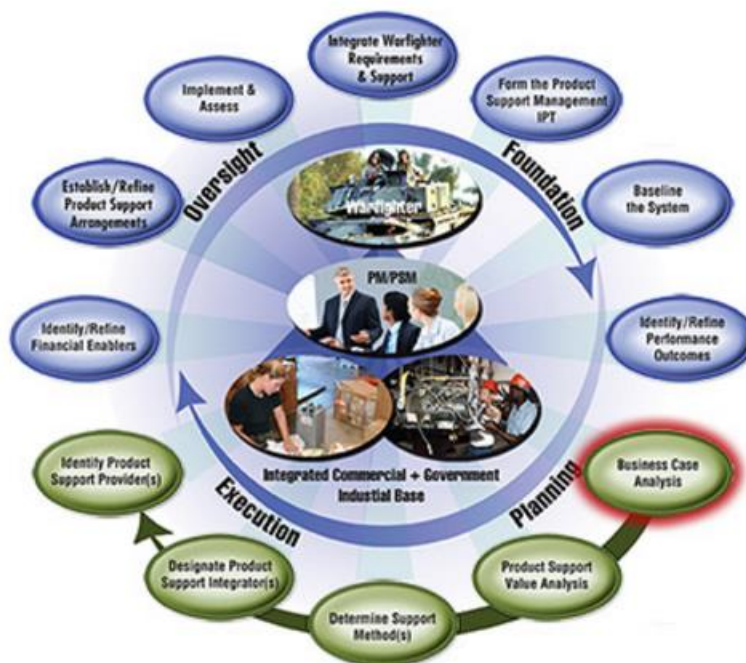 Integrate Warfighter
Requirements
& Support
Form the Product
Support Management
IPT
Baseline
the System
Identify/Refine
Performance
Outcomes
Business Case
Analysis
Product Support
Value Analysis
Determine Support
Method(s)
Designate Product
Support Integrator(s)
Identify Product
Support Provider(s)
Identify/Refine
Financial Enablers
Establish/Refine
Product Support
Arrangements
Implement &
Assess
Oversight
Foundation
Planning
Execution
Warfighter
PM/PSM
Integrated Commercial + Government
Industial Base